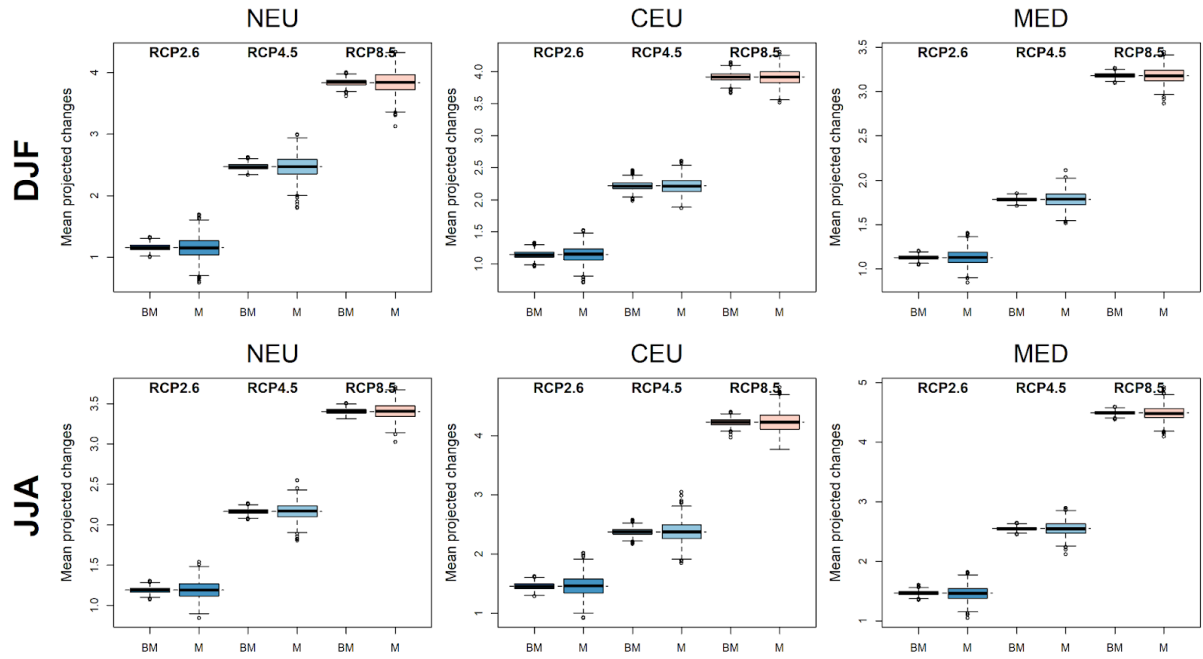 NEU CEU MED
DJF
Mean projected changes
RCP2.6 RCP4.5 RCP8.5
4
3
2
1
BM M BM M BM M
Mean projected changes
RCP2.6 RCP4.5 RCP8.5
4.0
3.5
3.0
2.5
2.0
1.5
1.0
BM M BM M BM M
Mean projected changes
RCP2.6 RCP4.5 RCP8.5
3.5
3.0
2.5
2.0
1.5
1.0
BM M BM M BM M
NEU CEU MED
JJA
Mean projected changes
RCP2.6 RCP4.5 RCP8.5
3.5
3.0
2.5
2.0
1.5
1.0
BM M BM M BM M
Mean projected changes
RCP2.6 RCP4.5 RCP8.5
4
3
2
1
BM M BM M BM M
Mean projected changes
RCP2.6 RCP4.5 RCP8.5
5
4
3
2
1
BM M BM M BM M